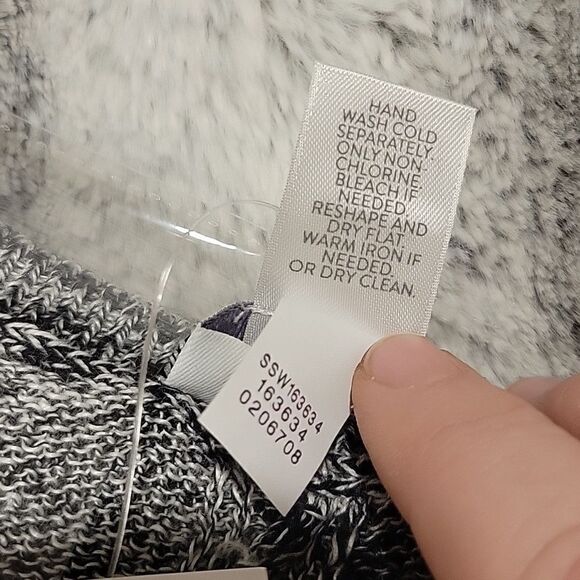 HAND
WASH COLD
SEPARATELY.
ONLY NON
CHLORINE
BLEACH IF
NEEDED.
RESHAPE AND
DRY FLAT.
WARM IRON IF
NEEDED.
OR DRY CLEAN.
SSW163634
163634
0206708